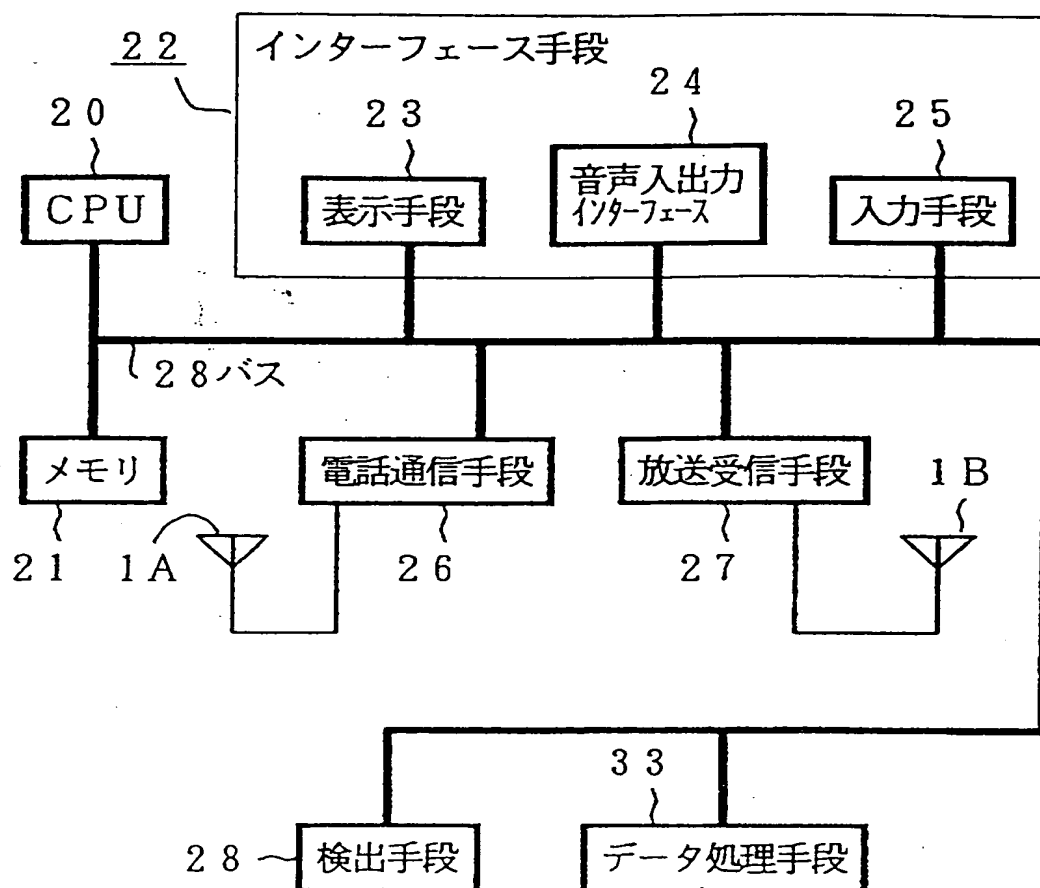 ２２
インターフェース手段
２０
２３
２４
２５
ＣＰＵ
表示手段
音声入出力
ｲﾝﾀｰﾌｪｰｽ
入力手段
２８バス
メモリ
電話通信手段
放送受信手段
１Ｂ
２１
１Ａ
２６
２７
３３
２８
検出手段
データ処理手段